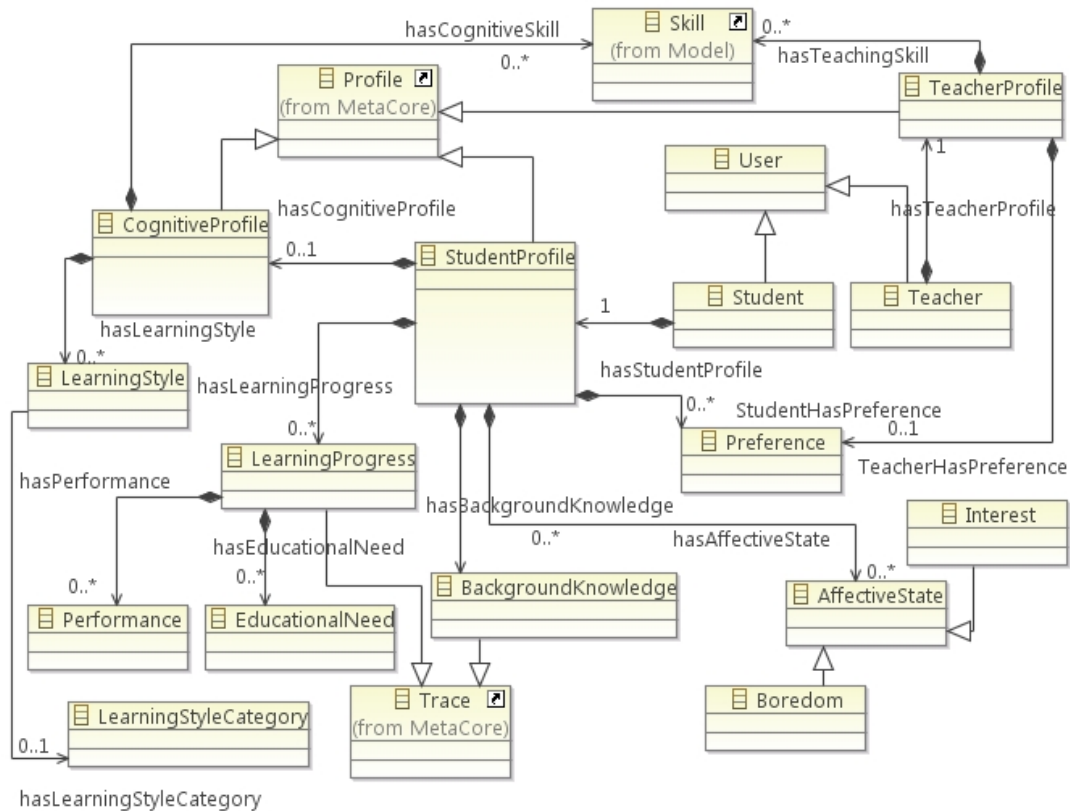 hasCognitiveSkill
0..*
Skill
(from Model)
0..*
hasTeachingSkill
Profile
(from MetaCore)
TeacherProfile
1
User
hasCognitiveProfile
hasTeacherProfile
CognitiveProfile
0..1
StudentProfile
Student
Teacher
hasLearningStyle
1
0..*
LearningStyle
hasLearningProgress
hasStudentProfile
0..*
StudentHasPreference
0..*
0..1
Preference
LearningProgress
TeacherHasPreference
hasPerformance
hasBackgroundKnowledge
Interest
hasEducationalNeed
0..*
hasAffectiveState
0..*
0..*
0..*
Performance
EducationalNeed
BackgroundKnowledge
AffectiveState
Trace
(from MetaCore)
Boredom
LearningStyleCategory
0..1
hasLearningStyleCategory